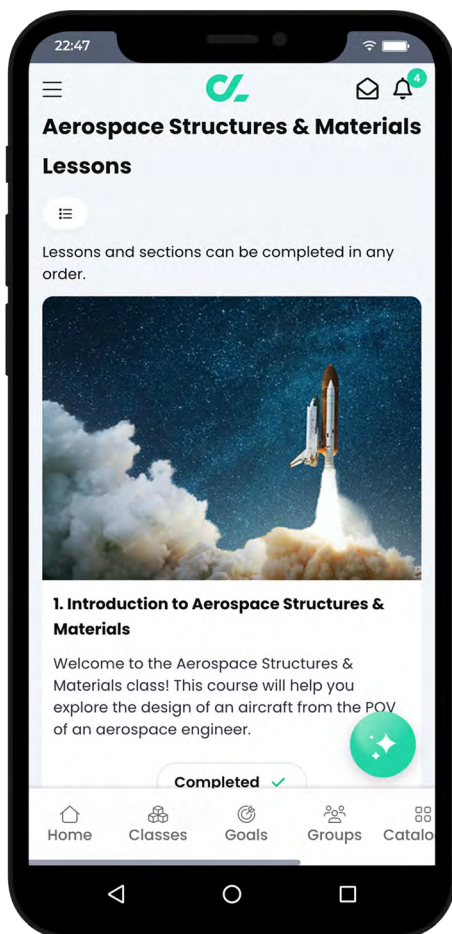 22:47
4
Aerospace Structures & Materials
Lessons
Lessons and sections can be completed in any
order.
1. Introduction to Aerospace Structures &
Materials
Welcome to the Aerospace Structures &
Materials class! This course will help you
explore the design of an aircraft from the POV
of an aerospace engineer.
Completed
Home Classes Goals Groups Catalo